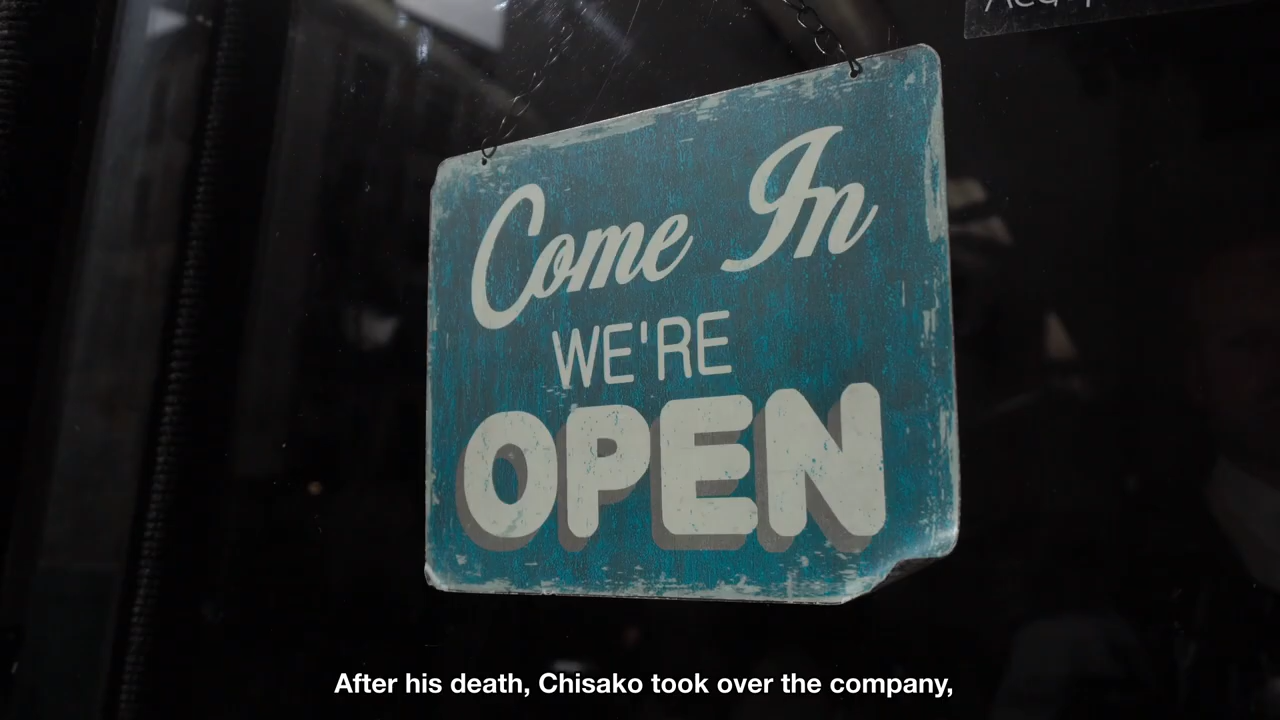 Come In
WE'RE
OPEN
After his death, Chisako took over the company,